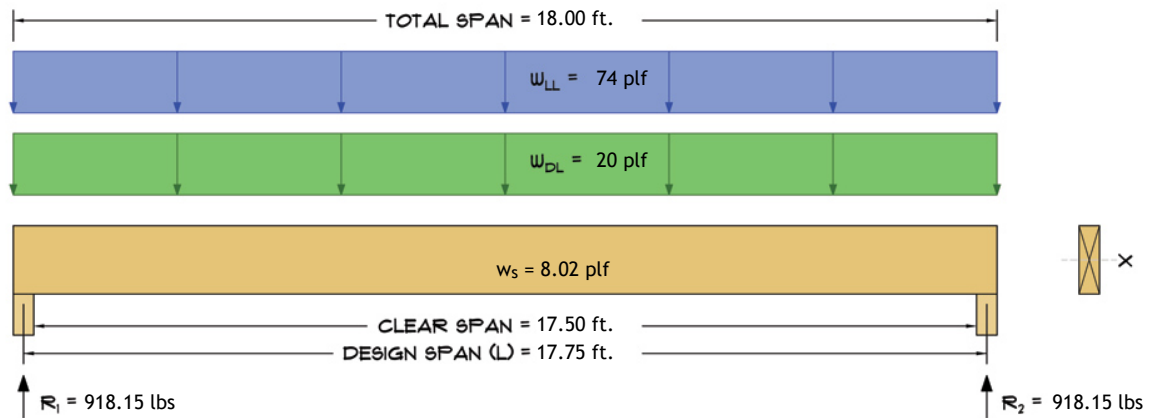 TOTAL SPAN = 18.00 ft.
wLL = 74 plf
wDL = 20 plf
ws = 8.02 plf
X
CLEAR SPAN = 17.50 ft.
DESIGN SPAN (L) = 17.75 ft.
R1 = 918.15 lbs
R2 = 918.15 lbs